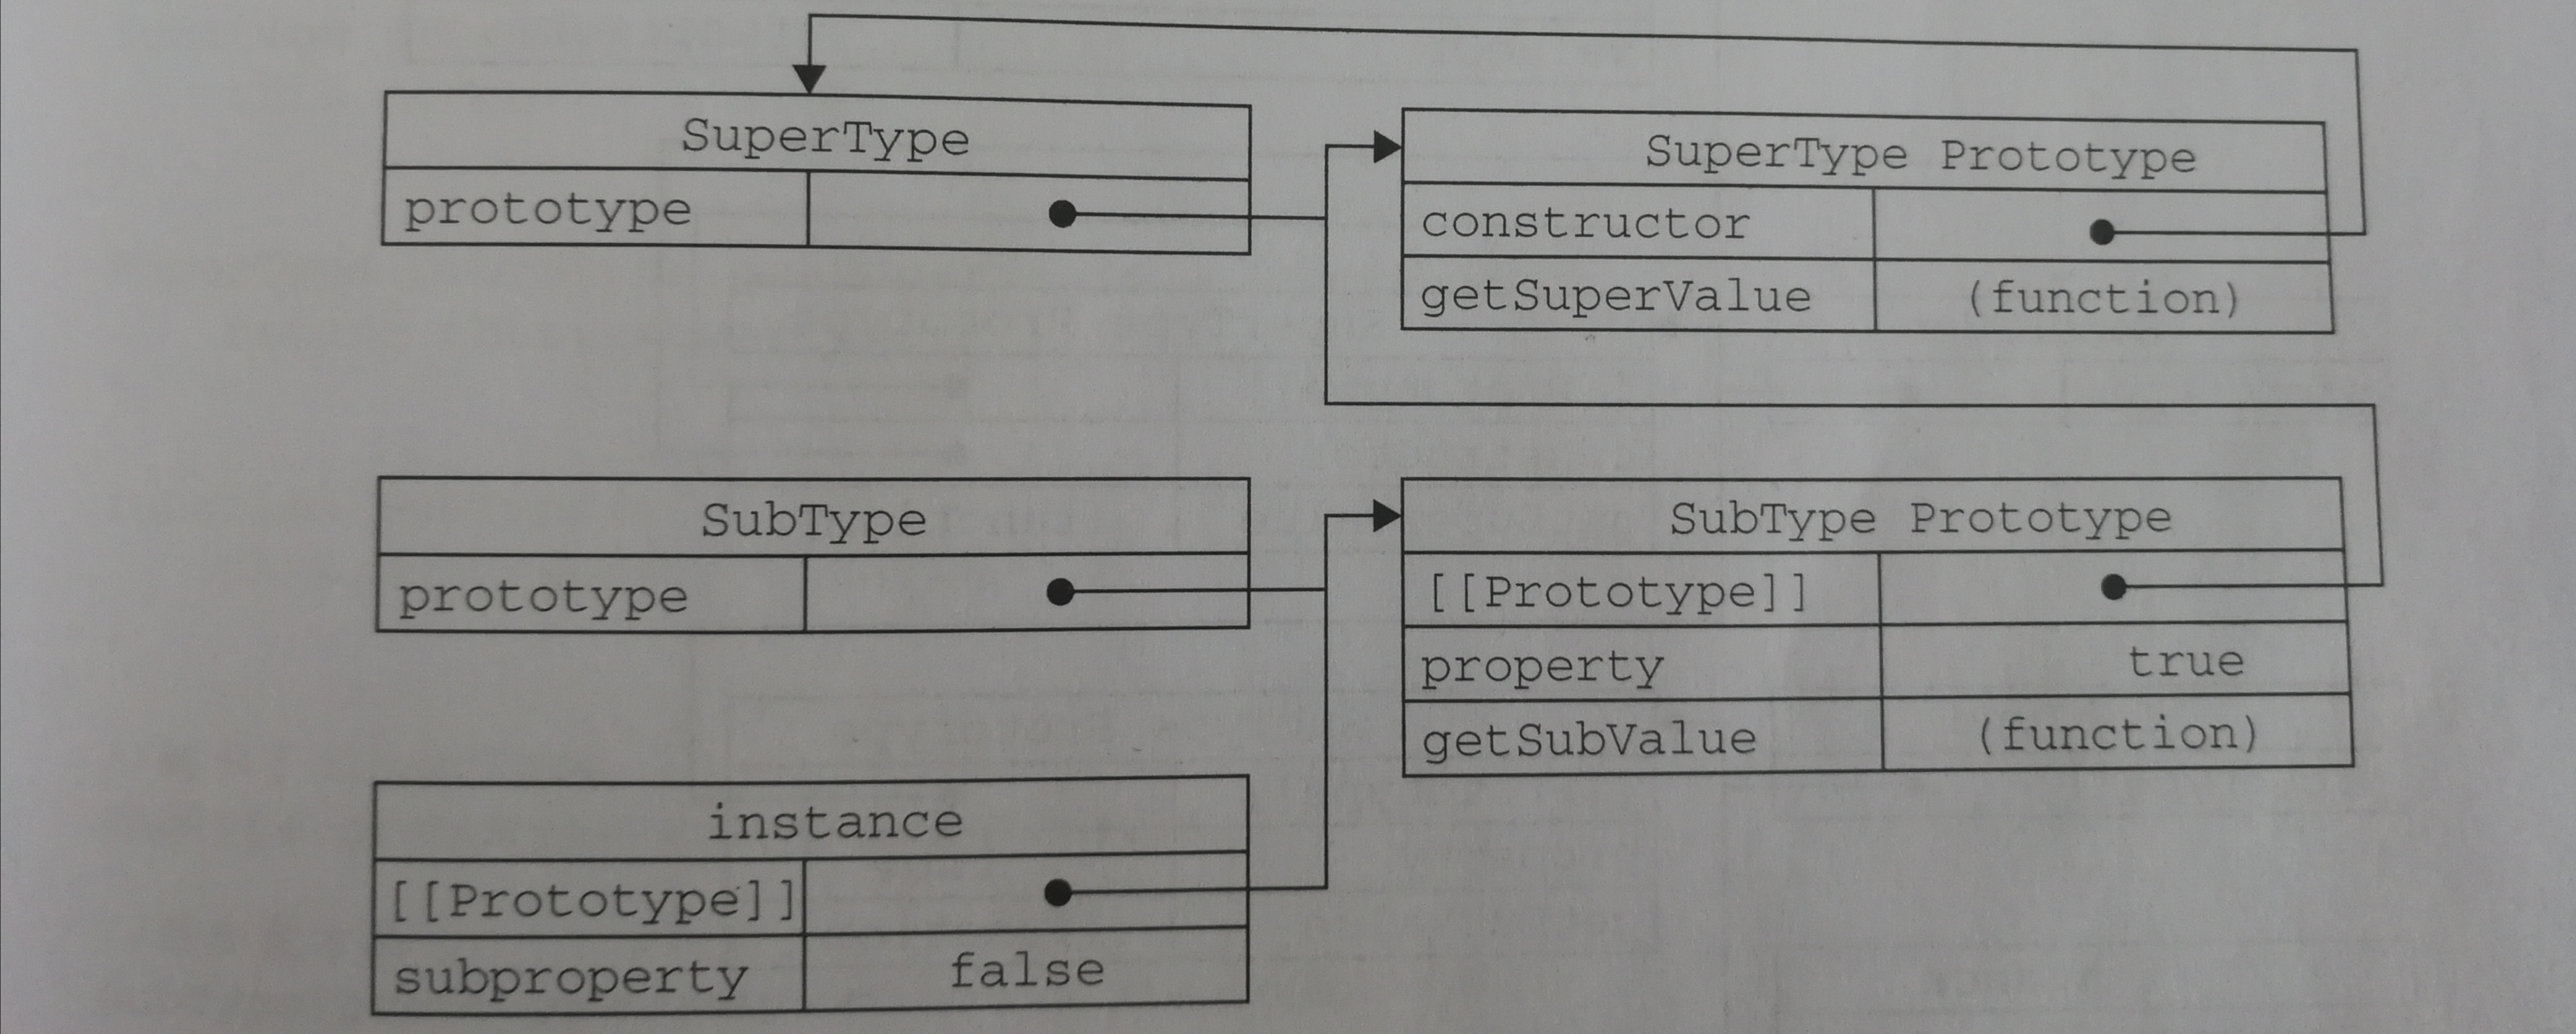 SuperType
prototype
SuperType Prototype
constructor
getSuperValue (function)
SubType
prototype
SubType Prototype
[[Prototype]]
property true
getSubValue (function)
instance
[[Prototype]]
subproperty false